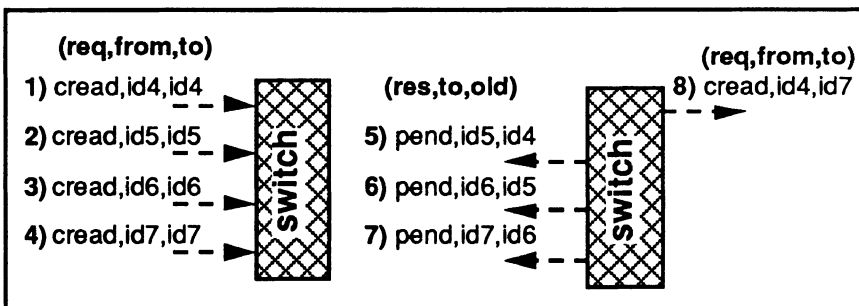 (req,from,to)
1) cread,id4,id4
2) cread,id5,id5
3) cread,id6,id6
4) cread,id7,id7
switch
(res,to,old)
5) pend,id5,id4
6) pend,id6,id5
7) pend,id7,id6
switch
(req,from,to)
8) cread,id4,id7